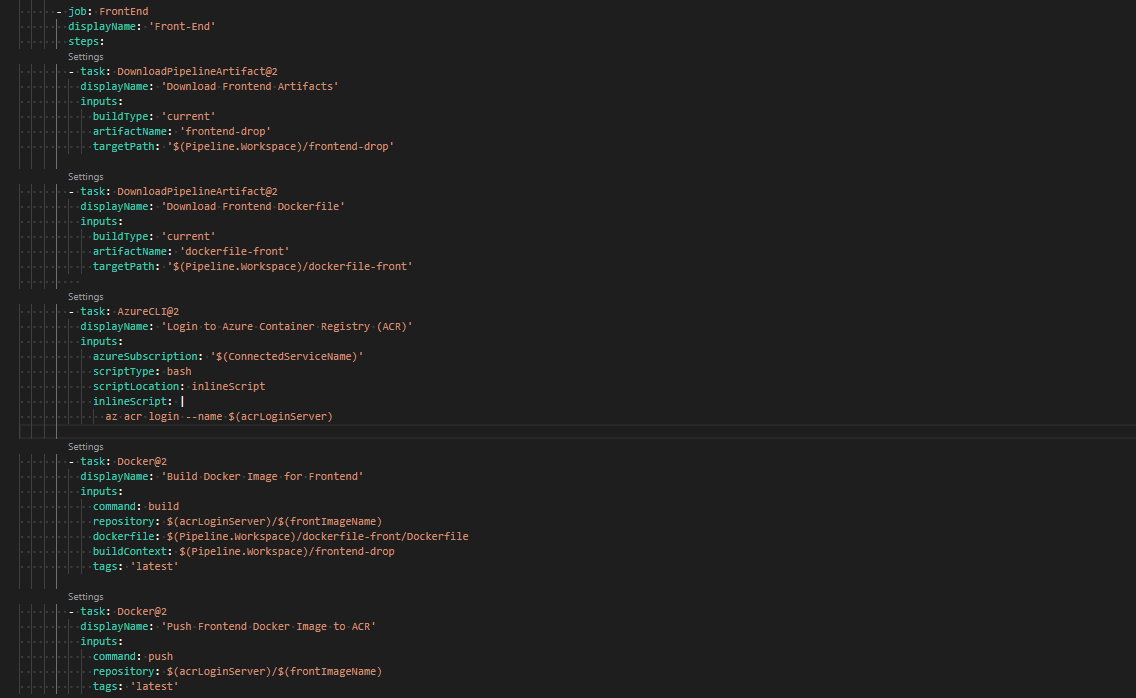 - job: FrontEnd
displayName: 'Front-End'
steps:
Settings
- task: DownloadPipelineArtifact@2
displayName: 'Download Frontend Artifacts'
inputs:
buildType: 'current'
artifactName: 'frontend-drop'
targetPath: '$(Pipeline.Workspace)/frontend-drop'
Settings
- task: DownloadPipelineArtifact@2
displayName: 'Download Frontend Dockerfile'
inputs:
buildType: 'current'
artifactName: 'dockerfile-front'
targetPath: '$(Pipeline.Workspace)/dockerfile-front'
Settings
- task: AzureCLI@2
displayName: 'Login to Azure Container Registry (ACR)'
inputs:
azureSubscription: '$(ConnectedServiceName)'
scriptType: bash
scriptLocation: inlineScript
inlineScript: |
az acr login --name $(acrLoginServer)
Settings
- task: Docker@2
displayName: 'Build Docker Image for Frontend'
inputs:
command: build
repository: $(acrLoginServer)/$(frontImageName)
dockerfile: $(Pipeline.Workspace)/dockerfile-front/Dockerfile
buildContext: $(Pipeline.Workspace)/frontend-drop
tags: 'latest'
Settings
- task: Docker@2
displayName: 'Push Frontend Docker Image to ACR'
inputs:
command: push
repository: $(acrLoginServer)/$(frontImageName)
tags: 'latest'